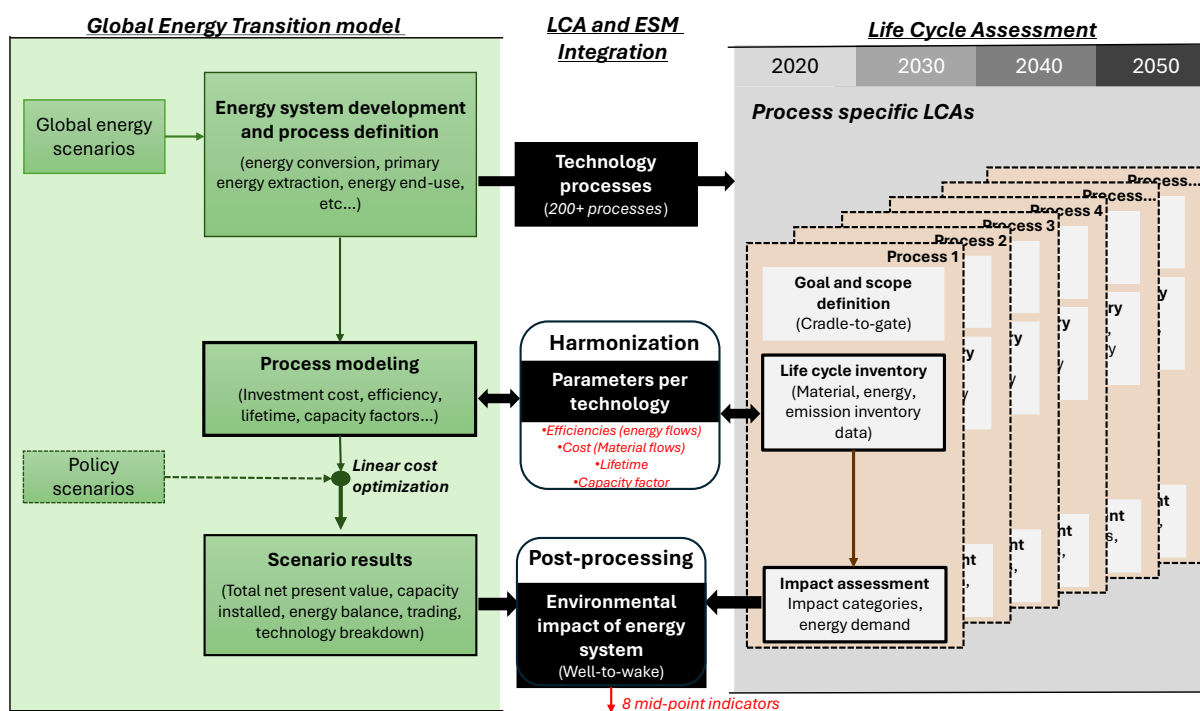 Global Energy Transition model
LCA and ESM
Integration
Life Cycle Assessment
2020
2030
2040
2050
Global energy
scenarios
Energy system development
and process definition
(energy conversion, primary
energy extraction, energy end-use,
etc...)
Technology
processes
(200+ processes)
Process specific LCAs
Process...
Process...
Process 4
Process 3
Process 2
Process 1
Goal and scope
definition
(Cradle-to-gate)
Process modeling
(Investment cost, efficiency,
lifetime, capacity factors...)
Harmonization
Parameters per
technology
•Efficiencies (energy flows)
•Cost (Material flows)
•Lifetime
•Capacity factor
Life cycle inventory
(Material, energy,
emission inventory
data)
Policy
scenarios
Linear cost
optimization
Scenario results
(Total net present value, capacity
installed, energy balance, trading,
technology breakdown)
Post-processing
Environmental
impact of energy
system
(Well-to-wake)
Impact assessment
Impact categories,
energy demand
8 mid-point indicators